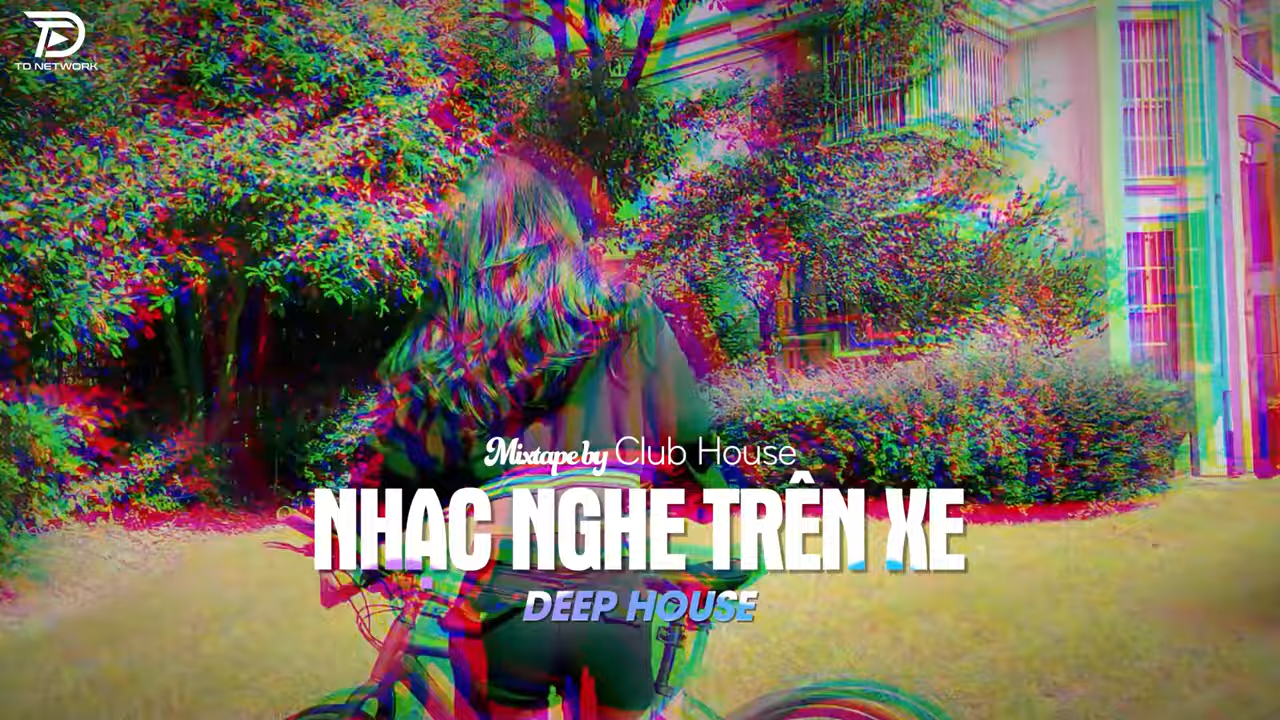 TD NETWORK
Mixtape by Club House
NHẠC NGHE TRÊN XE
DEEP HOUSE